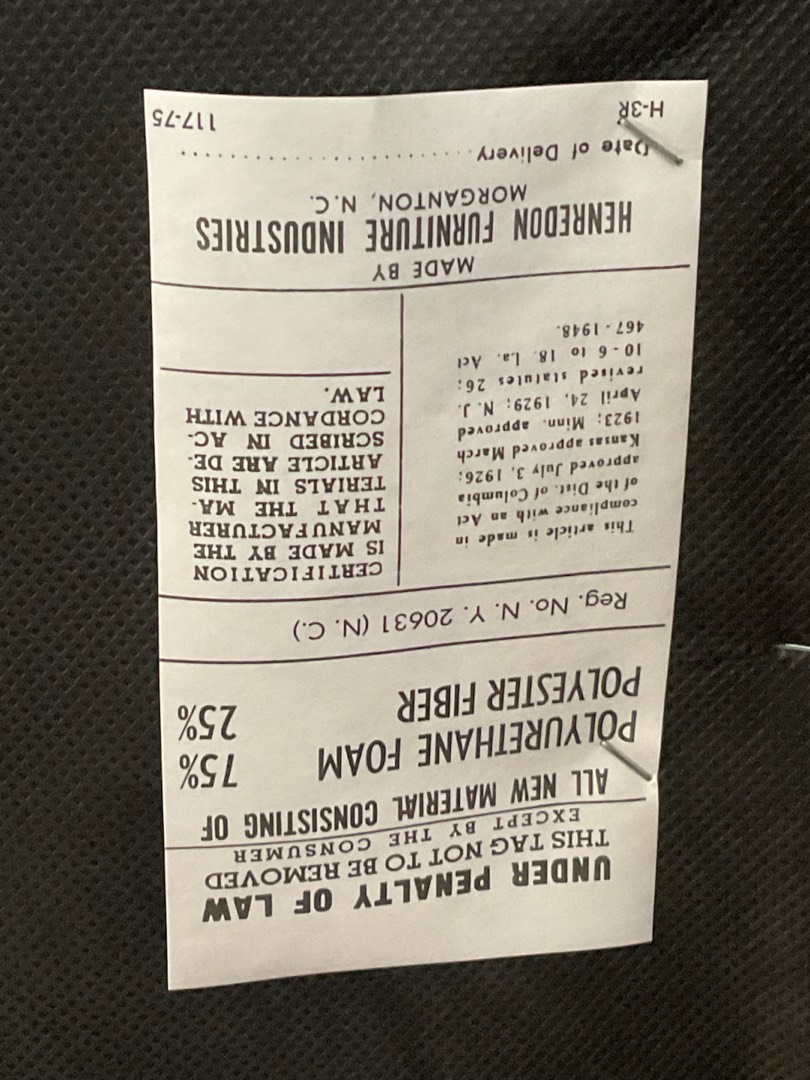 UNDER PENALTY OF LAW
THIS TAG NOT TO BE REMOVED
EXCEPT BY THE CONSUMER
ALL NEW MATERIAL CONSISTING OF
POLYURETHANE FOAM 75%
POLYESTER FIBER 25%
Reg. No. N. Y. 20631 (N. C.)
This article is made in
compliance with an Act
of the Dist. of Columbia
approved July 3, 1926;
Kansas approved March
1923; Minn. approved
April 24, 1929; N. J.
revised statutes 26:
10 - 6 to 18. La. Act
467 - 1948.
CERTIFICATION
IS MADE BY THE
MANUFACTURER
THAT THE MA-
TERIALS IN THIS
ARTICLE ARE DE-
SCRIBED IN AC-
CORDANCE WITH
LAW.
MADE BY
HENREDON FURNITURE INDUSTRIES
MORGANTON, N.C.
Date of Delivery ........................
H-3R 117-75